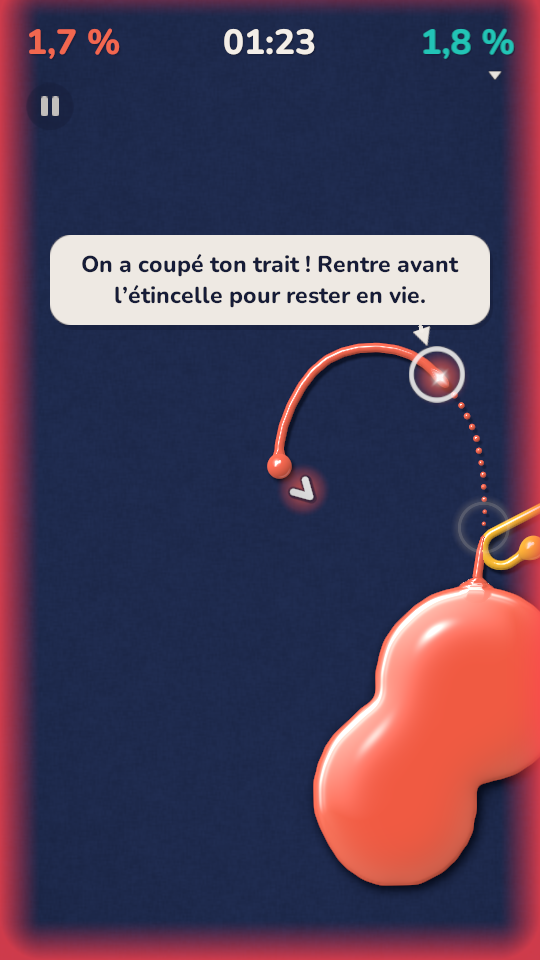 1,7 % 01:23 1,8 %
On a coupé ton trait ! Rentre avant
l’étincelle pour rester en vie.